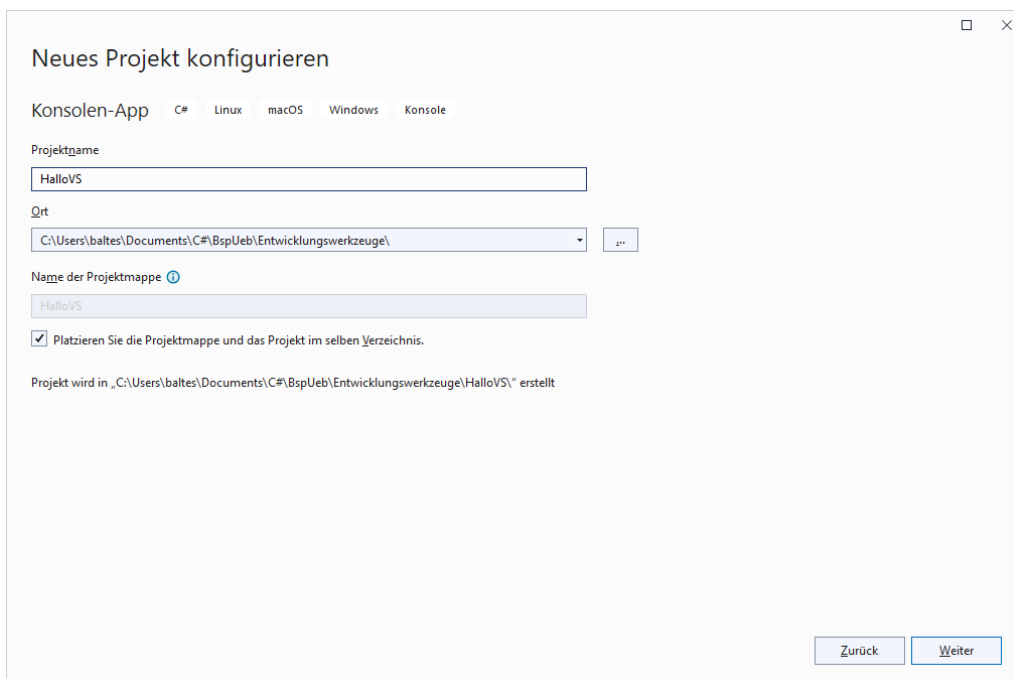 Neues Projekt konfigurieren
Konsolen-App C# Linux macOS Windows Konsole
Projektname
HalloVS
Ort
C:\Users\baltes\Documents\C#\BspUeb\Entwicklungswerkzeuge\ ...
Name der Projektmappe
HalloVS
Platzieren Sie die Projektmappe und das Projekt im selben Verzeichnis.
Projekt wird in „C:\Users\baltes\Documents\C#\BspUeb\Entwicklungswerkzeuge\HalloVS\" erstellt
Zurück Weiter